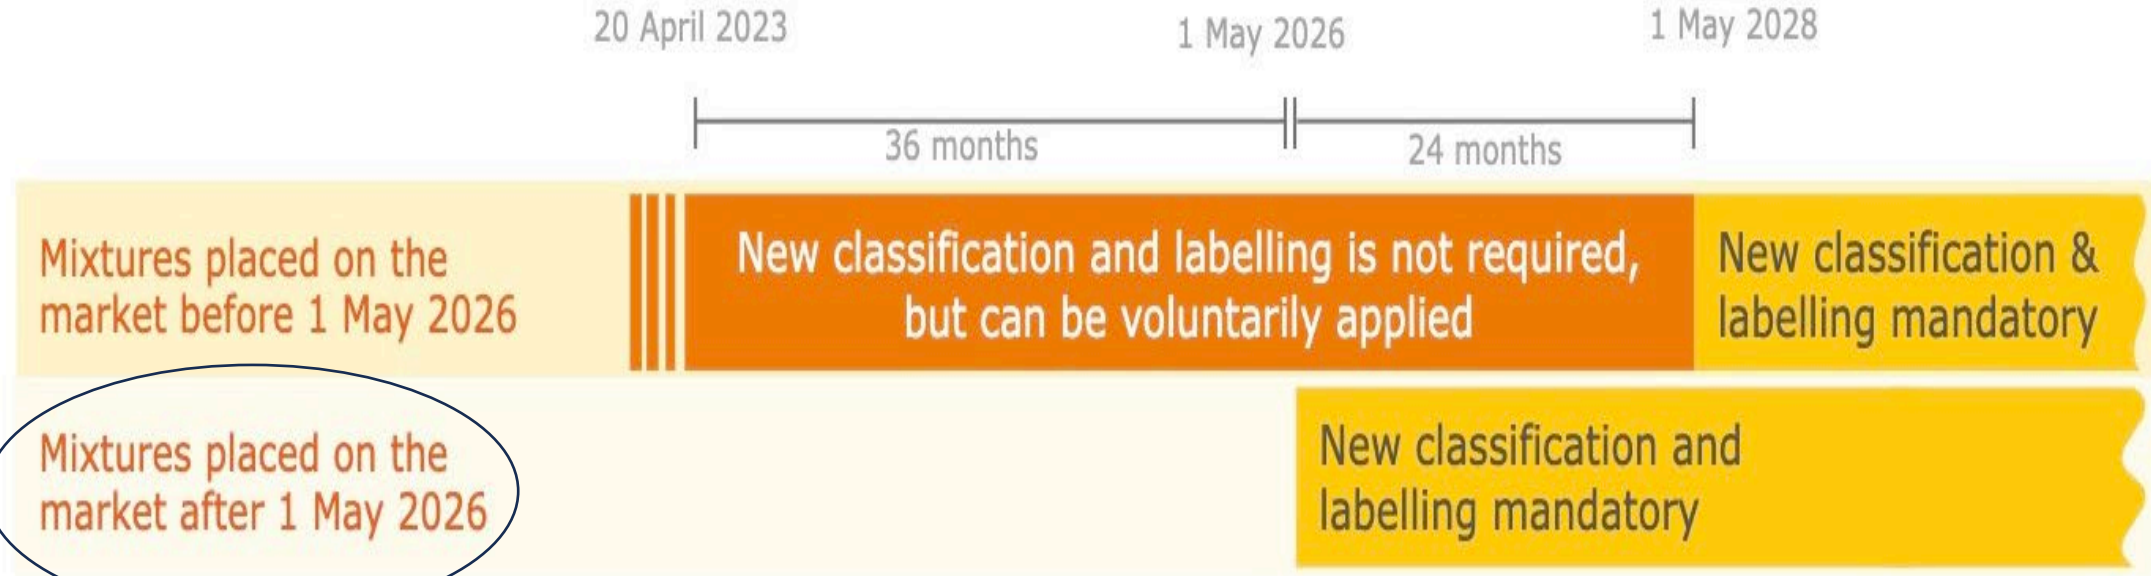 20 April 2023
1 May 2026
1 May 2028
36 months
24 months
Mixtures placed on the
market before 1 May 2026
New classification and labelling is not required,
but can be voluntarily applied
New classification &
labelling mandatory
Mixtures placed on the
market after 1 May 2026
New classification and
labelling mandatory